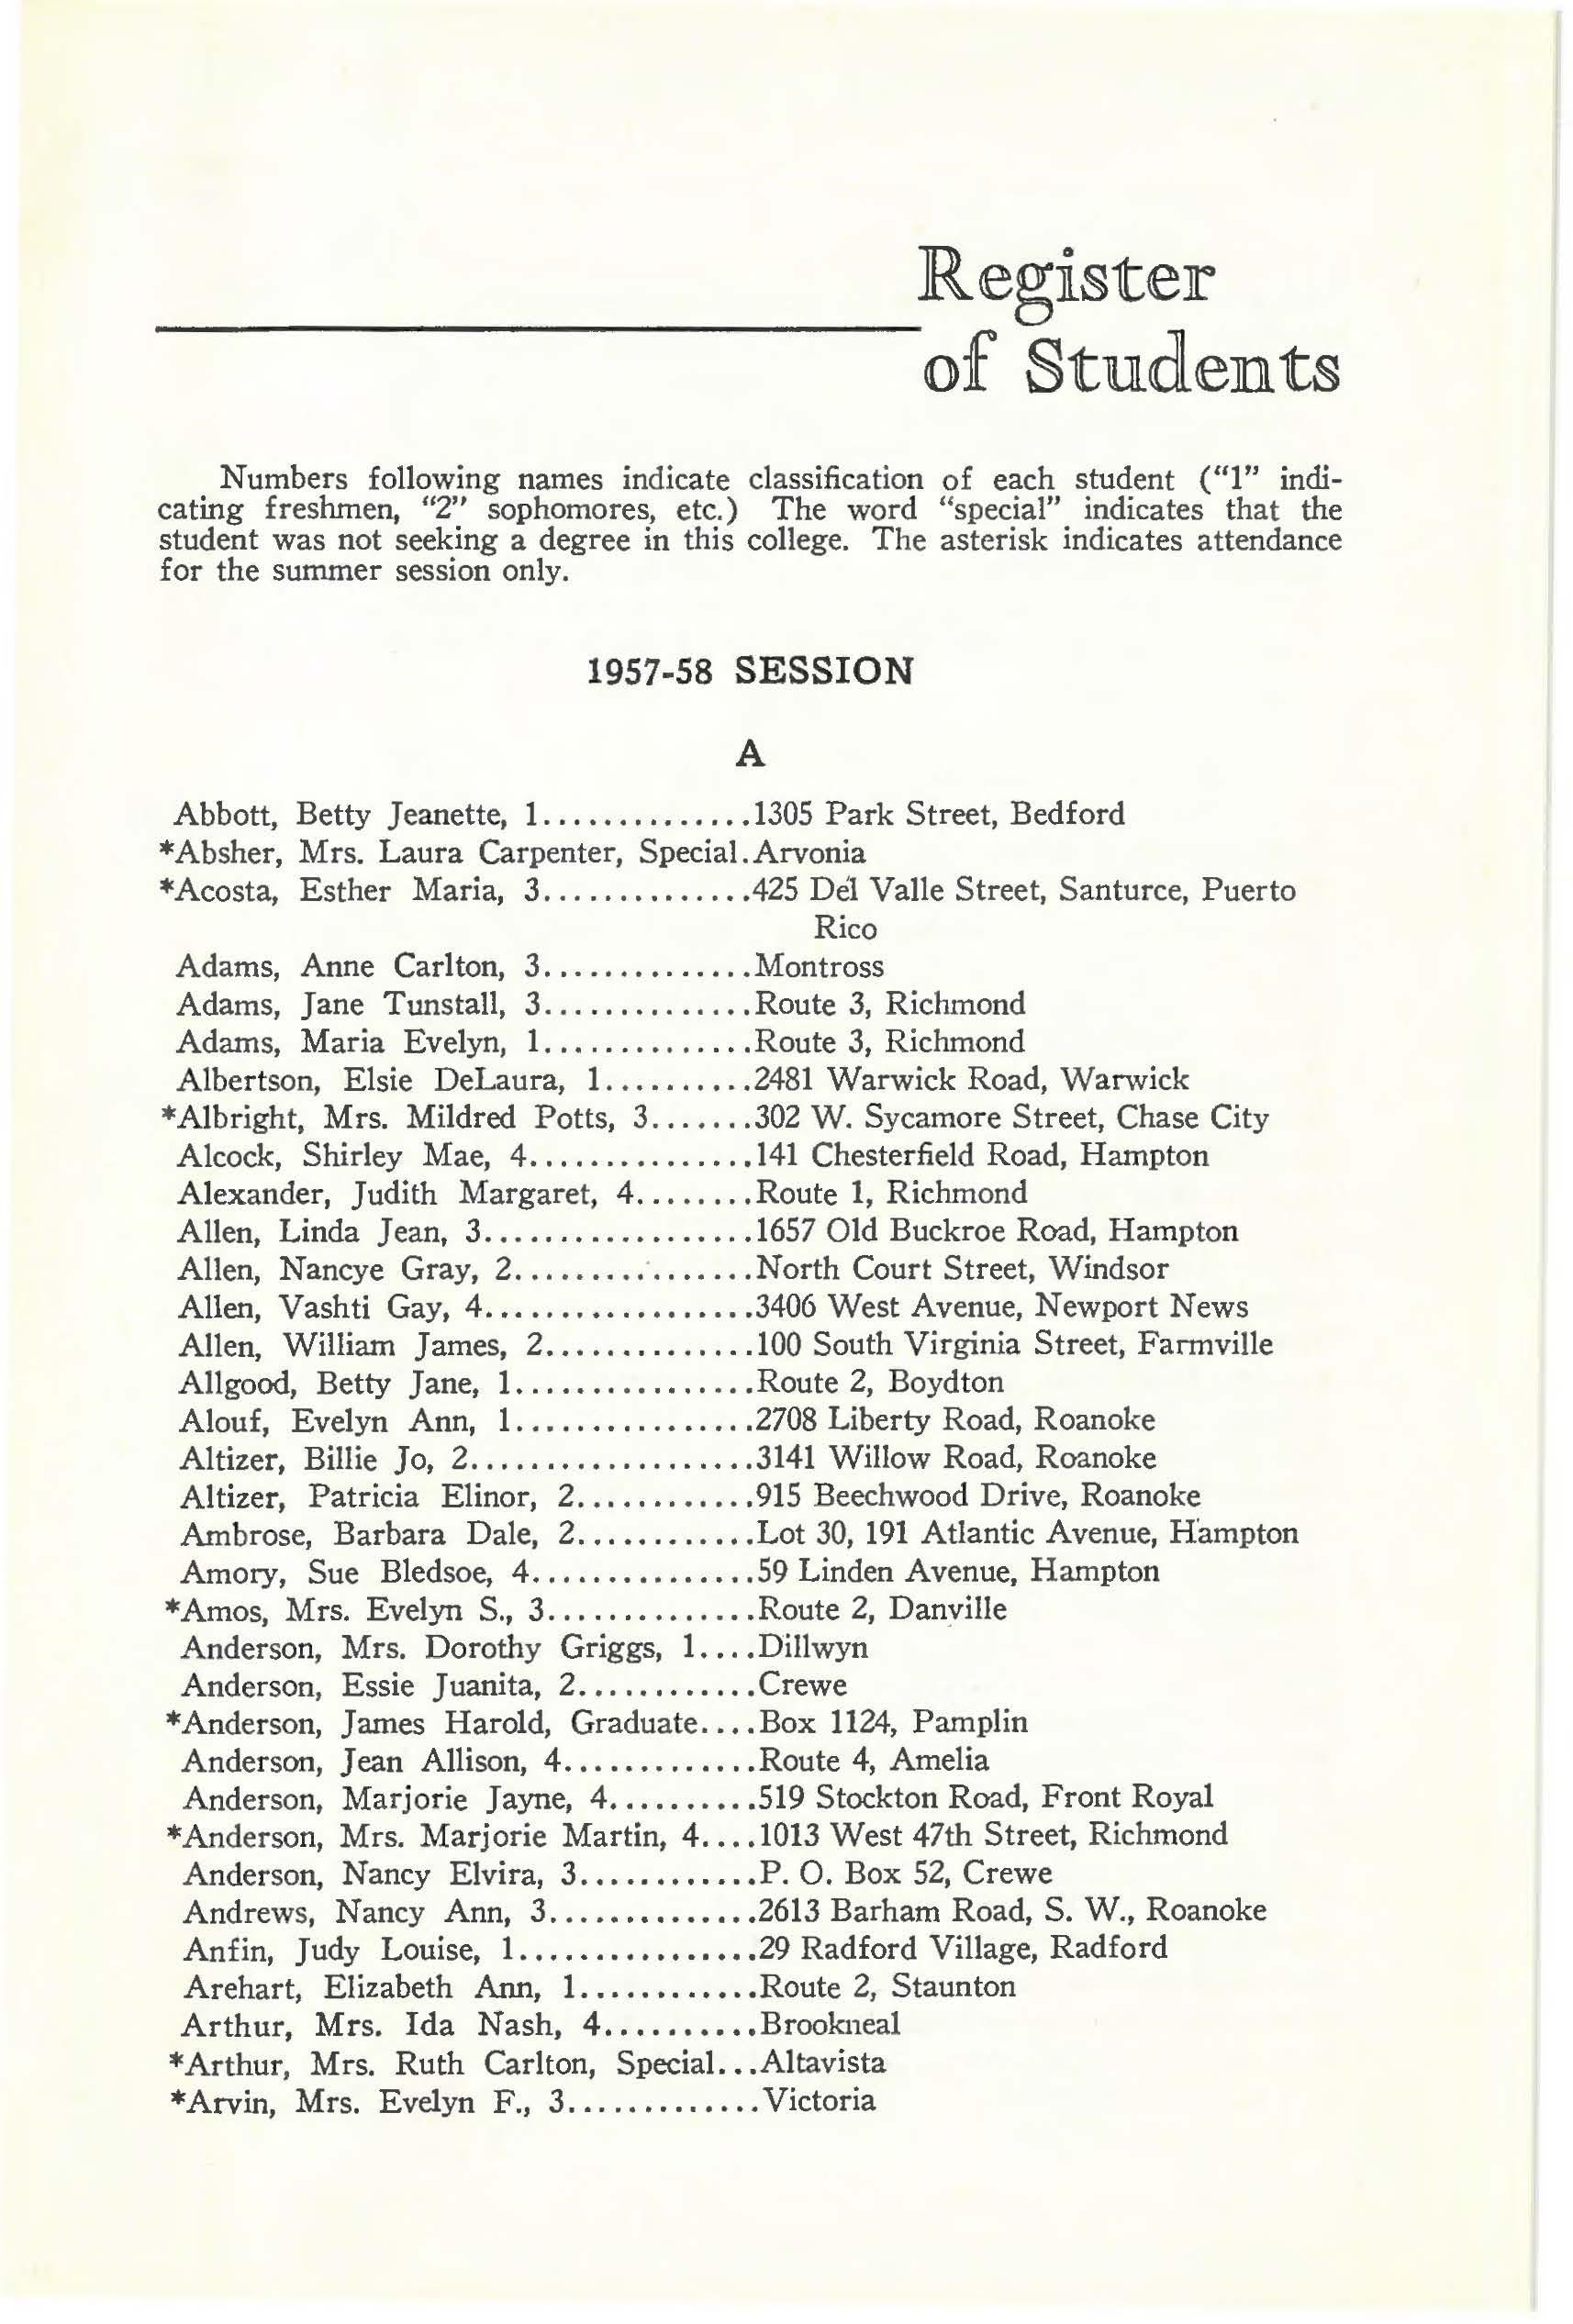 Register
of Students
Numbers following names indicate classification of each student (“1” indi-
cating freshmen, “2” sophomores, etc.) The word “special” indicates that the
student was not seeking a degree in this college. The asterisk indicates attendance
for the summer session only.
1957-58 SESSION
A
Abbott, Betty Jeanette, 1..............1305 Park Street, Bedford
*Absher, Mrs. Laura Carpenter, Special.Arvonia
*Acosta, Esther Maria, 3..............425 Del Valle Street, Santurce, Puerto
Rico
Adams, Anne Carlton, 3..............Montross
Adams, Jane Tunstall, 3..............Route 3, Richmond
Adams, Maria Evelyn, 1..............Route 3, Richmond
Albertson, Elsie DeLaura, 1..........2481 Warwick Road, Warwick
*Albright, Mrs. Mildred Potts, 3.......302 W. Sycamore Street, Chase City
Alcock, Shirley Mae, 4...............141 Chesterfield Road, Hampton
Alexander, Judith Margaret, 4........Route 1, Richmond
Allen, Linda Jean, 3..................1657 Old Buckroe Road, Hampton
Allen, Nancye Gray, 2................North Court Street, Windsor
Allen, Vashti Gay, 4..................3406 West Avenue, Newport News
Allen, William James, 2..............100 South Virginia Street, Farmville
Allgood, Betty Jane, 1................Route 2, Boydton
Alouf, Evelyn Ann, 1................2708 Liberty Road, Roanoke
Altizer, Billie Jo, 2...................3141 Willow Road, Roanoke
Altizer, Patricia Elinor, 2............915 Beechwood Drive, Roanoke
Ambrose, Barbara Dale, 2............Lot 30, 191 Atlantic Avenue, Hampton
Amory, Sue Bledsoe, 4...............59 Linden Avenue, Hampton
*Amos, Mrs. Evelyn S., 3..............Route 2, Danville
Anderson, Mrs. Dorothy Griggs, 1....Dillwyn
Anderson, Essie Juanita, 2............Crewe
*Anderson, James Harold, Graduate....Box 1124, Pamplin
Anderson, Jean Allison, 4.............Route 4, Amelia
Anderson, Marjorie Jayne, 4..........519 Stockton Road, Front Royal
*Anderson, Mrs. Marjorie Martin, 4....1013 West 47th Street, Richmond
Anderson, Nancy Elvira, 3............P. O. Box 52, Crewe
Andrews, Nancy Ann, 3..............2613 Barham Road, S. W., Roanoke
Anfin, Judy Louise, 1................29 Radford Village, Radford
Arehart, Elizabeth Ann, 1............Route 2, Staunton
Arthur, Mrs. Ida Nash, 4..........Brookneal
*Arthur, Mrs. Ruth Carlton, Special...Altavista
*Arvin, Mrs. Evelyn F., 3.............Victoria